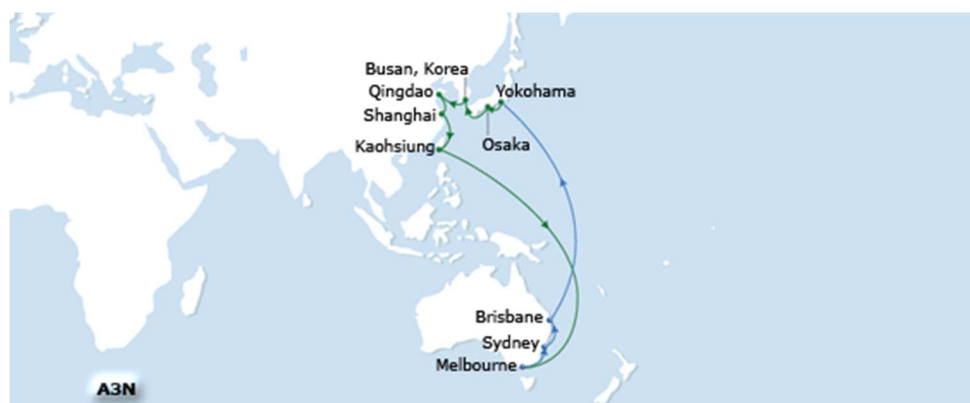 Busan, Korea
Qingdao
Yokohama
Shanghai
Osaka
Kaohsiung
Brisbane
Sydney
Melbourne
A3N